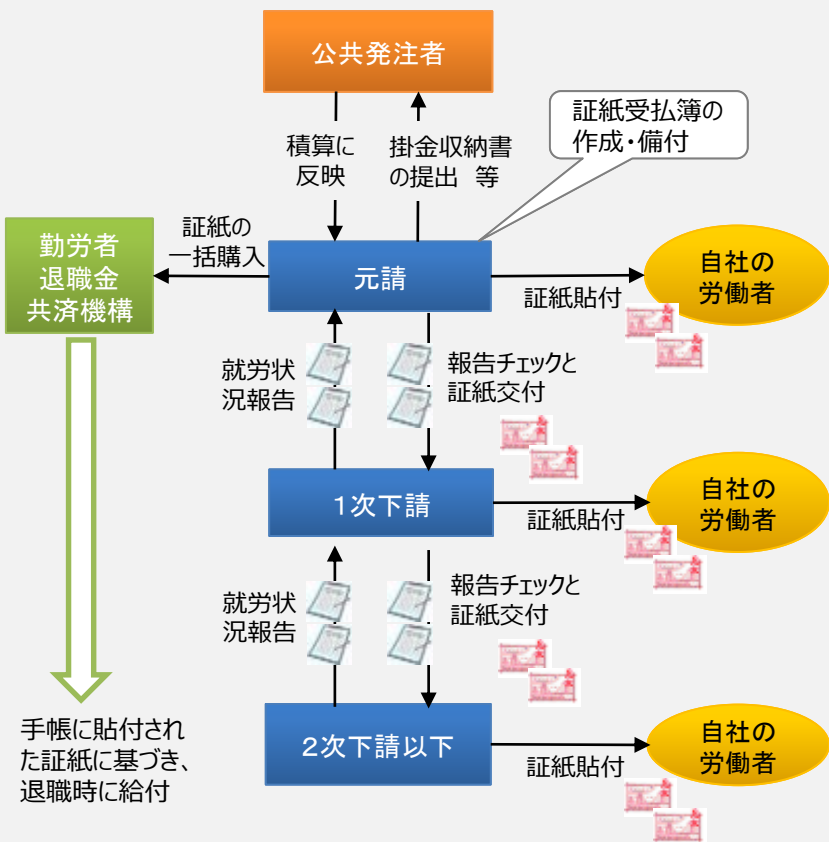 公共発注者
証紙受払簿の
作成・備付
積算に
反映
掛金収納書
の提出 等
証紙の
一括購入
勤労者
退職金
共済機構
元請
証紙貼付
自社の
労働者
就労状
況報告
報告チェックと
証紙交付
1次下請
証紙貼付
自社の
労働者
就労状
況報告
報告チェックと
証紙交付
2次下請以下
証紙貼付
自社の
労働者
手帳に貼付され
た証紙に基づき、
退職時に給付